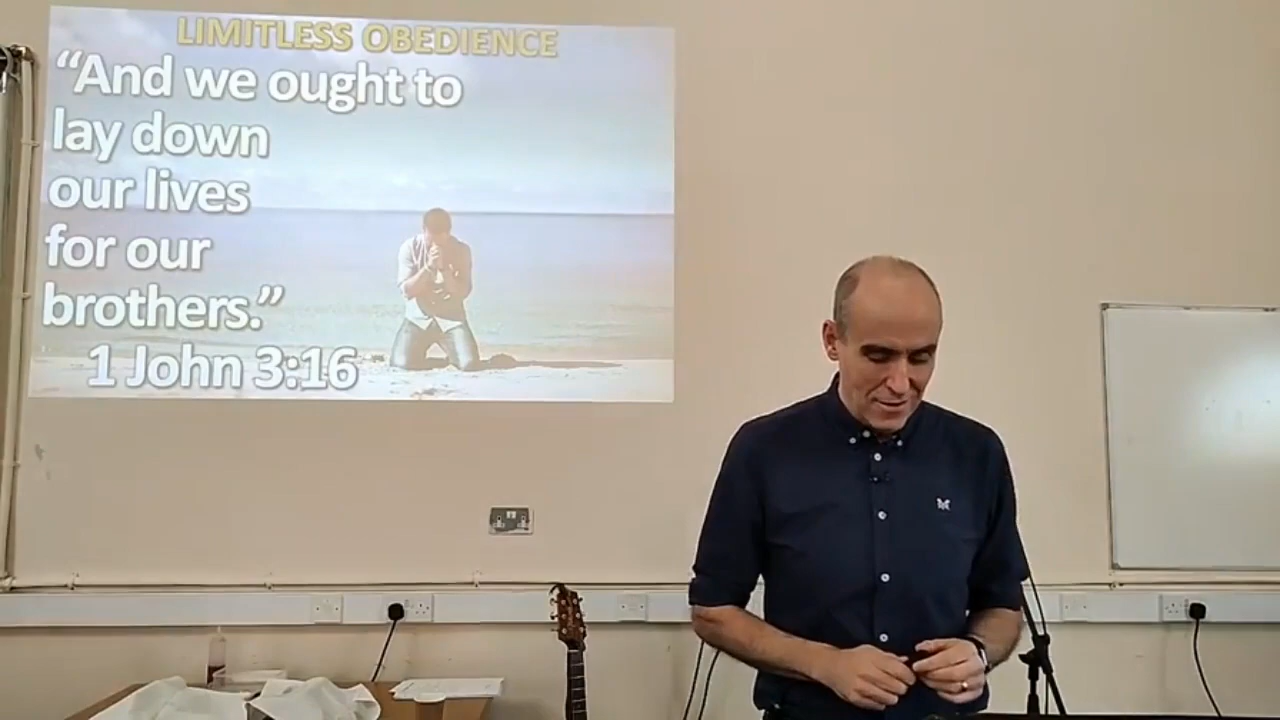 LIMITLESS OBEDIENCE
“And we ought to
lay down
our lives
for our
brothers.”
1 John 3:16